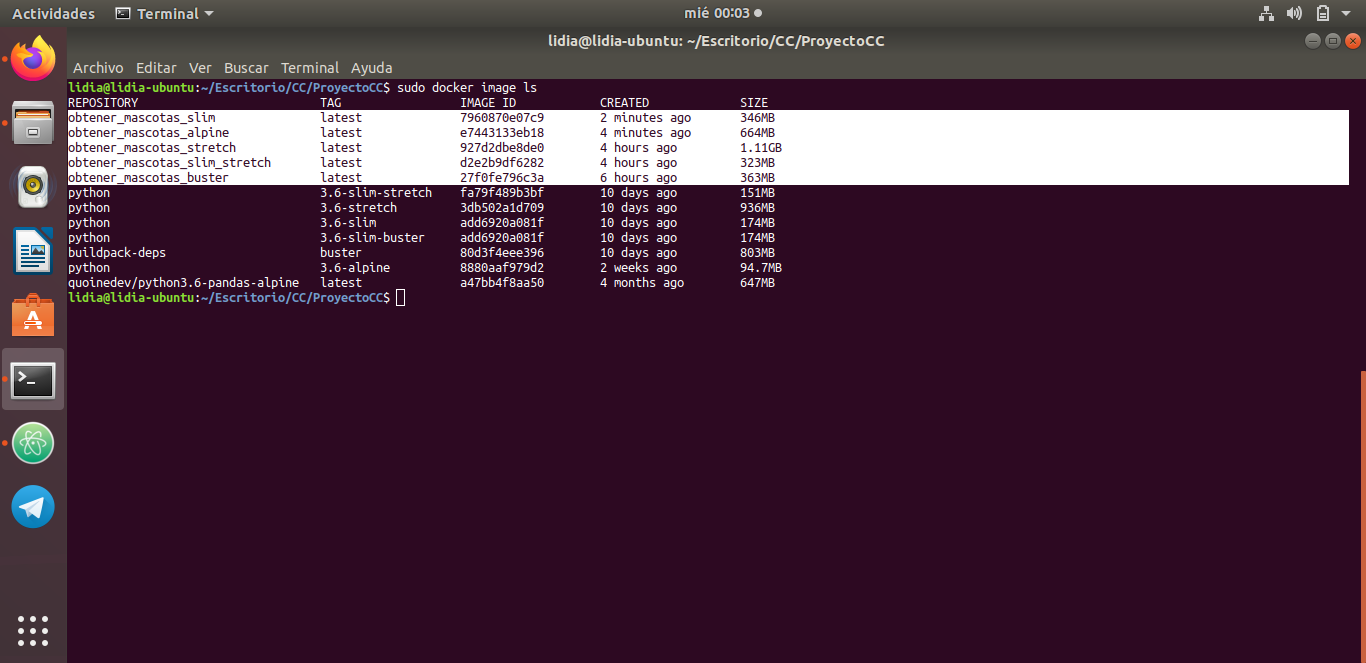 Actividades Terminal mié 00:03
lidia@lidia-ubuntu: ~/Escritorio/CC/ProyectoCC
Archivo Editar Ver Buscar Terminal Ayuda
lidia@lidia-ubuntu:~/Escritorio/CC/ProyectoCC$ sudo docker image ls
REPOSITORY TAG IMAGE ID CREATED SIZE
obtener_mascotas_slim latest 7960870e07c9 2 minutes ago 346MB
obtener_mascotas_alpine latest e7443133eb18 4 minutes ago 664MB
obtener_mascotas_stretch latest 927d2dbe8de0 4 hours ago 1.11GB
obtener_mascotas_slim_stretch latest d2e2b9df6282 4 hours ago 323MB
obtener_mascotas_buster latest 27f0fe796c3a 6 hours ago 363MB
python 3.6-slim-stretch fa79f489b3bf 10 days ago 151MB
python 3.6-stretch 3db502a1d709 10 days ago 936MB
python 3.6-slim add6920a081f 10 days ago 174MB
python 3.6-slim-buster add6920a081f 10 days ago 174MB
buildpack-deps buster 80d3f4eee396 10 days ago 803MB
python 3.6-alpine 8880aaf979d2 2 weeks ago 94.7MB
quoinedev/python3.6-pandas-alpine latest a47bb4f8aa50 4 months ago 647MB
lidia@lidia-ubuntu:~/Escritorio/CC/ProyectoCC$